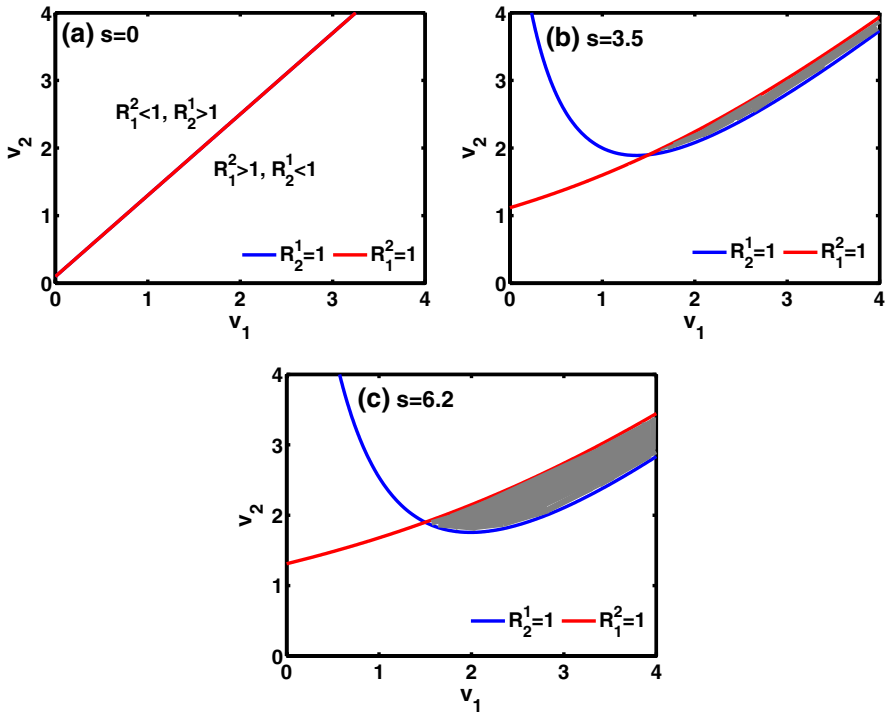 (a) s=0
4
3
2
1
0
v_2
R_1^2<1, R_2^1>1
R_1^2>1, R_2^1<1
R_2^1=1 R_1^2=1
0 1 2 3 4
v_1
(b) s=3.5
4
3
2
1
0
v_2
R_2^1=1 R_1^2=1
0 1 2 3 4
v_1
(c) s=6.2
4
3
2
1
0
v_2
R_2^1=1 R_1^2=1
0 1 2 3 4
v_1